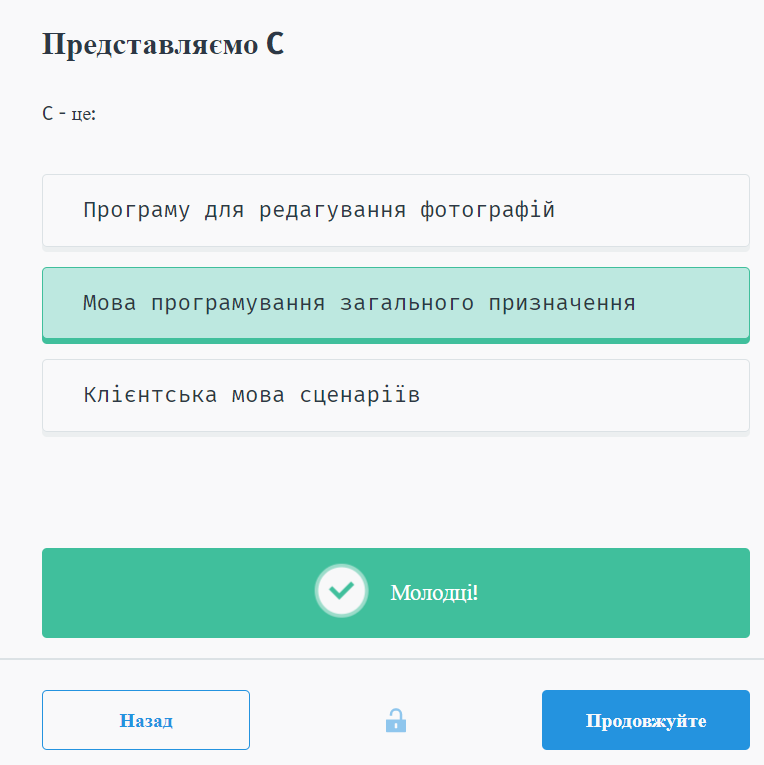 Представляємо C
C - це:
Програму для редагування фотографій
Мова програмування загального призначення
Клієнтська мова сценаріїв
Молодці!
Назад
Продовжуйте